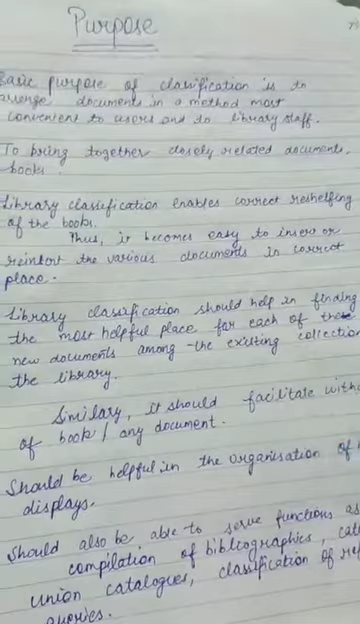 Purpose
Basic purpose of classification is to
arrange documents in a method most
convenient to users and to library staff.
To bring together closely related documents,
books.
Library classification enables correct reshelfing
of the books.
Thus, it becomes easy to insert or
the various documents in correct
place.
Library classification should help in finding
the most helpful place for each of the
new documents among the existing collection
the library.
Similary, it should facilitate
of book / any document.
Should be helpful in the organisation of
displays.
Should also be able to serve functions as
compilation of bibliographies,
union catalogues, classification of
queries.